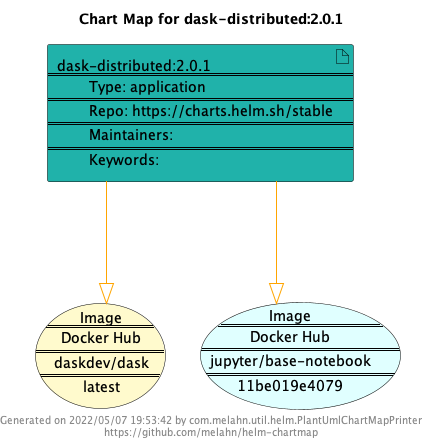 Chart Map for dask-distributed:2.0.1
dask-distributed:2.0.1
Type: application
Repo: https://charts.helm.sh/stable
Maintainers:
Keywords:
Image
Docker Hub
daskdev/dask
latest
Image
Docker Hub
jupyter/base-notebook
11be019e4079
Generated on 2022/05/07 19:53:42 by com.melahn.util.helm.PlantUmlChartMapPrinter
https://github.com/melahn/helm-chartmap